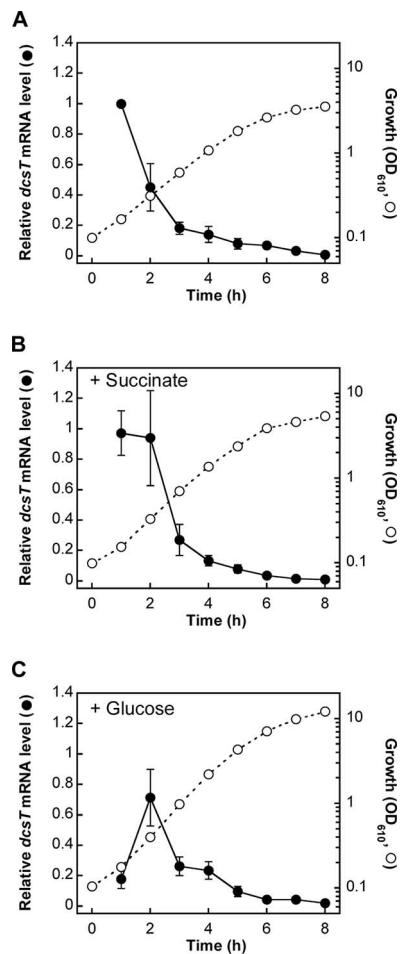 A
Relative dcsT mRNA level (●)
1.4
1.2
1
0.8
0.6
0.4
0.2
0
10
1
0.1
Growth (OD610, ○)
0 2 4 6 8
Time (h)
B
+ Succinate
Relative dcsT mRNA level (●)
1.4
1.2
1
0.8
0.6
0.4
0.2
0
10
1
0.1
Growth (OD610, ○)
0 2 4 6 8
Time (h)
C
+ Glucose
Relative dcsT mRNA level (●)
1.4
1.2
1
0.8
0.6
0.4
0.2
0
10
1
0.1
Growth (OD610, ○)
0 2 4 6 8
Time (h)